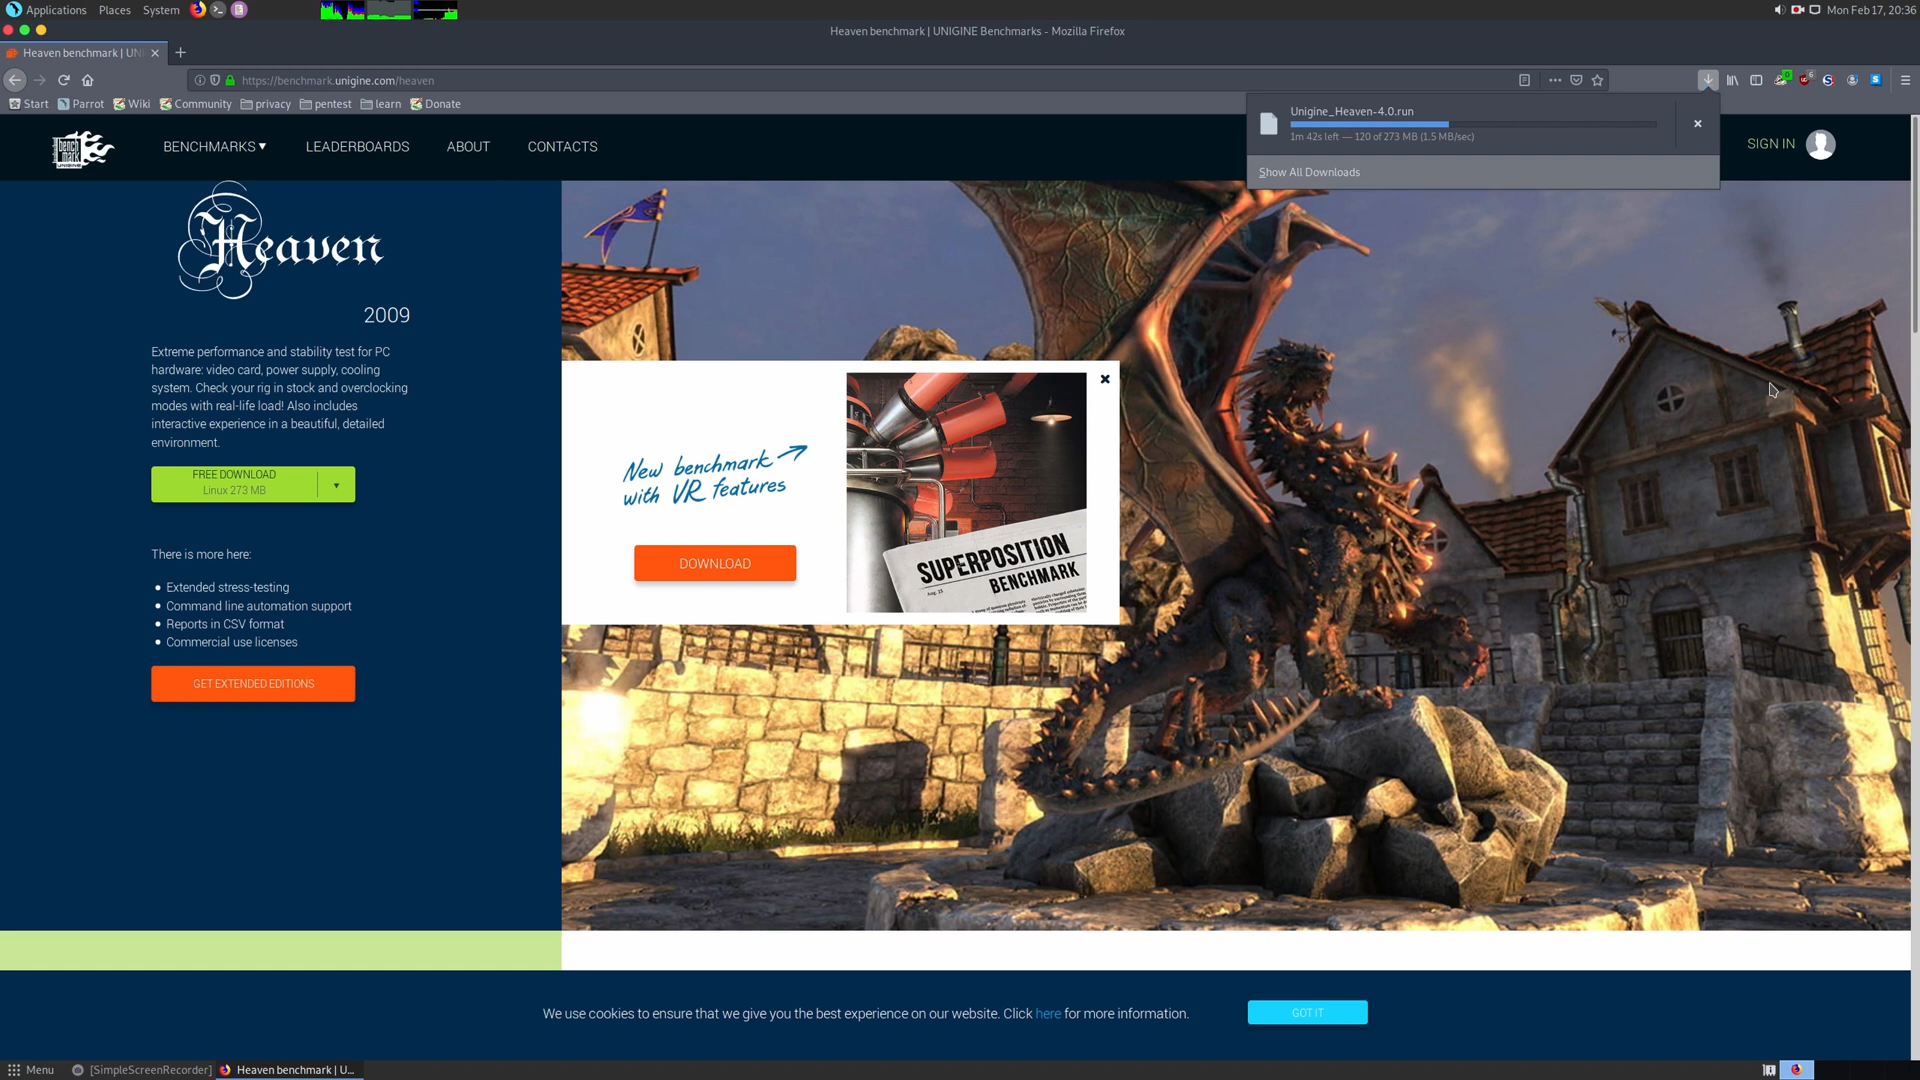 Applications Places System
Mon Feb 17, 20:36
Heaven benchmark | UNIGINE Benchmarks - Mozilla Firefox
Heaven benchmark | UNI
https://benchmark.unigine.com/heaven
Start Parrot Wiki Community privacy pentest learn Donate
Unigine_Heaven-4.0.run
1m 42s left — 120 of 273 MB (1.5 MB/sec)
Show All Downloads
bench mark
BENCHMARKS LEADERBOARDS ABOUT CONTACTS
SIGN IN
Heaven
2009
Extreme performance and stability test for PC
hardware: video card, power supply, cooling
system. Check your rig in stock and overclocking
modes with real-life load! Also includes
interactive experience in a beautiful, detailed
environment.
FREE DOWNLOAD
Linux 273 MB
There is more here:
Extended stress-testing
Command line automation support
Reports in CSV format
Commercial use licenses
GET EXTENDED EDITIONS
New benchmark
with VR features
DOWNLOAD
SUPERPOSITION
BENCHMARK
We use cookies to ensure that we give you the best experience on our website. Click here for more information.
GOT IT
Menu [SimpleScreenRecorder] Heaven benchmark | U...